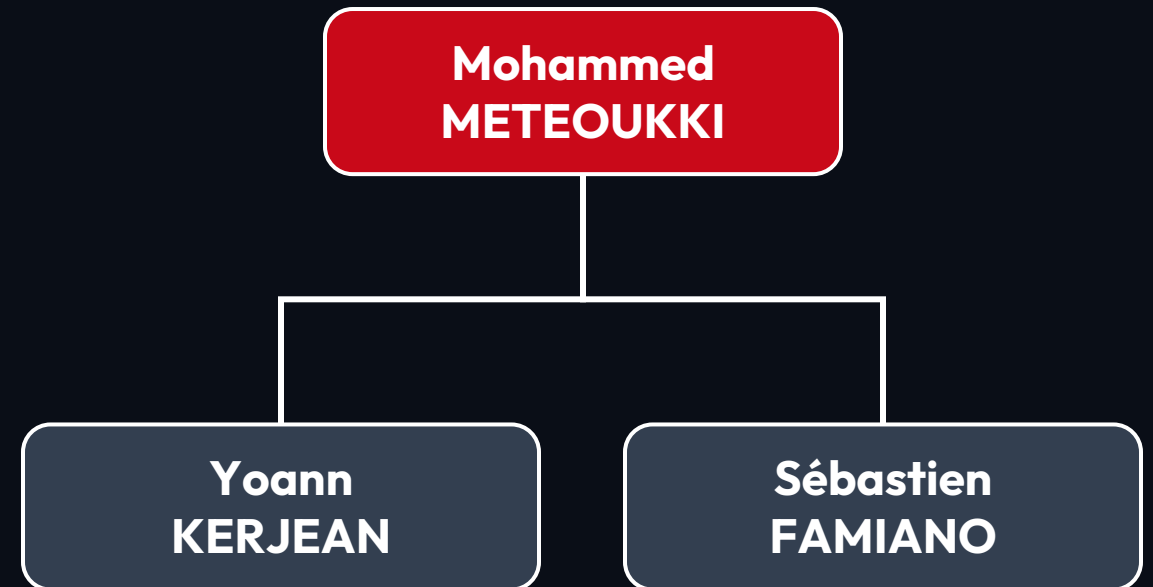 Mohammed
METEOUKKI
Yoann
KERJEAN
Sébastien
FAMIANO